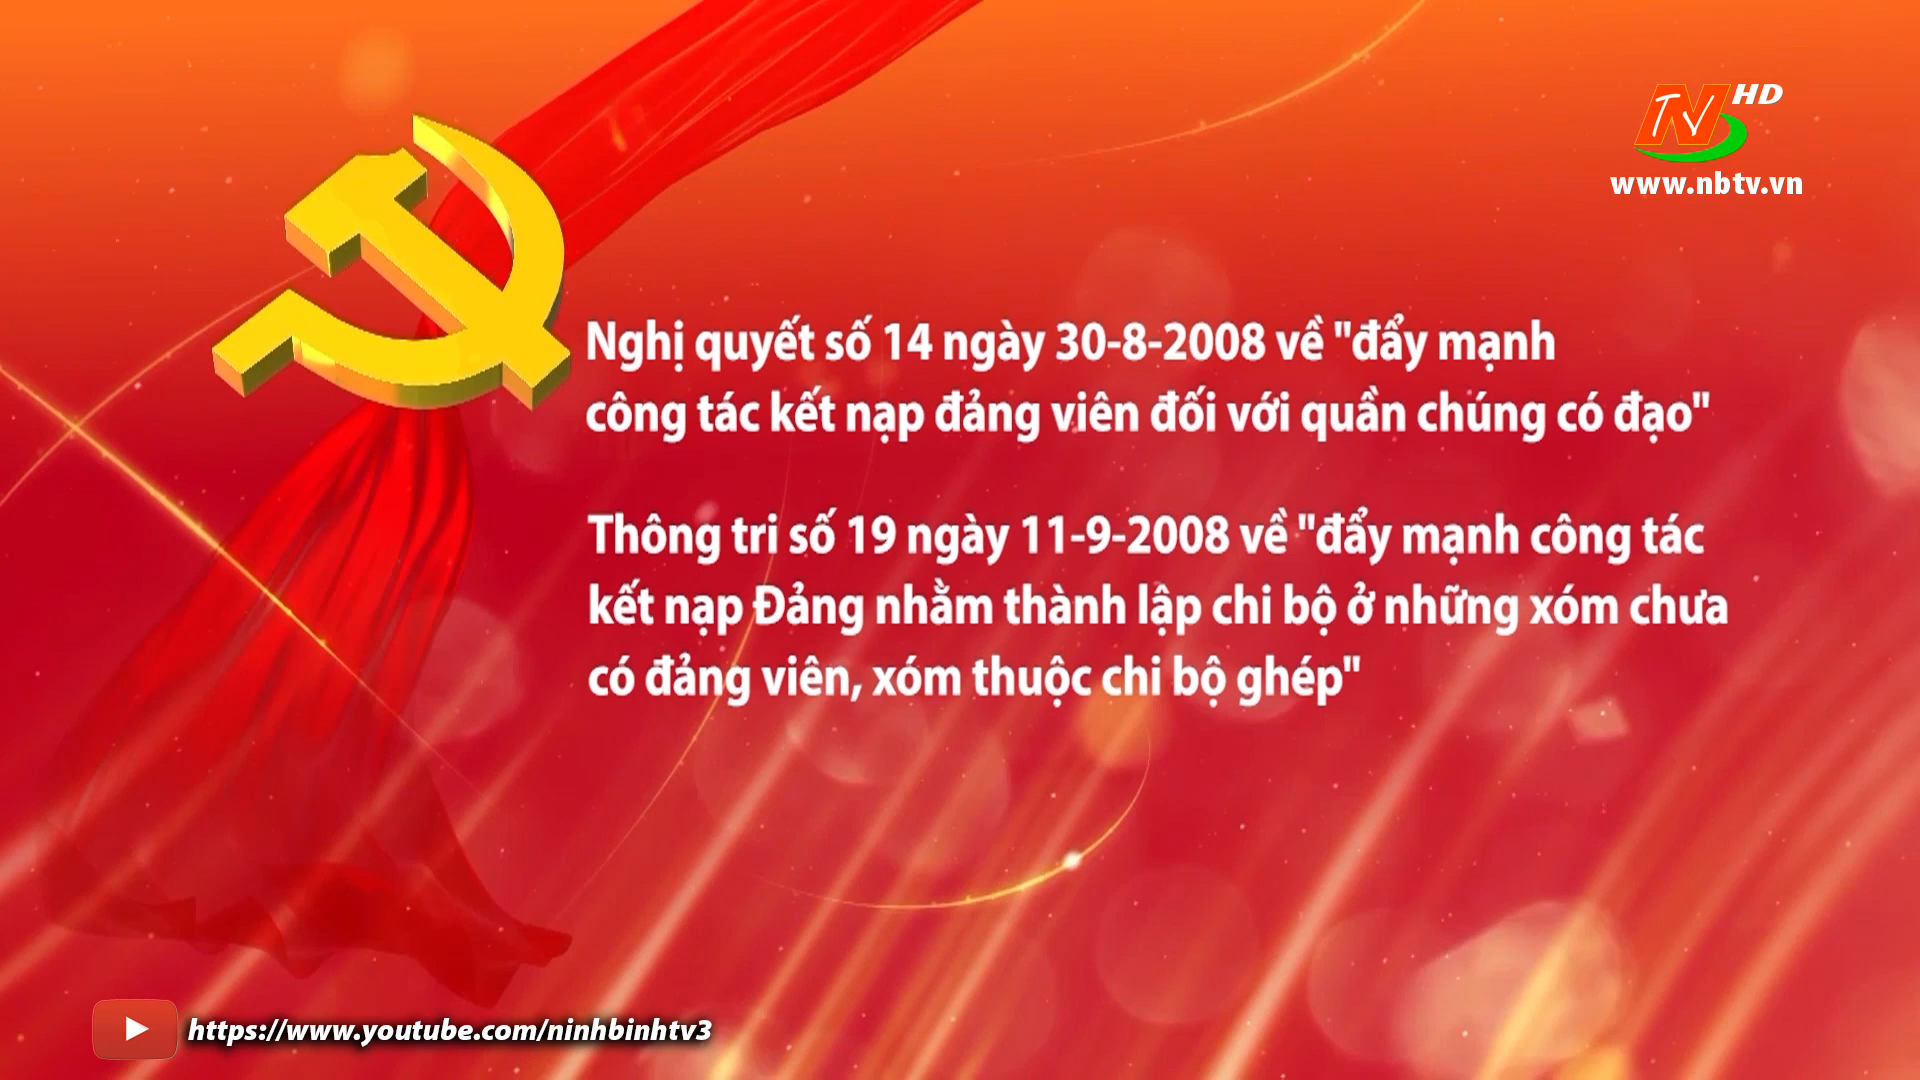 NTV HD
www.nbtv.vn
Nghị quyết số 14 ngày 30-8-2008 về "đẩy mạnh
công tác kết nạp đảng viên đối với quần chúng có đạo"
Thông tri số 19 ngày 11-9-2008 về "đẩy mạnh công tác
kết nạp Đảng nhằm thành lập chi bộ ở những xóm chưa
có đảng viên, xóm thuộc chi bộ ghép"
https://www.youtube.com/ninhbinhtv3